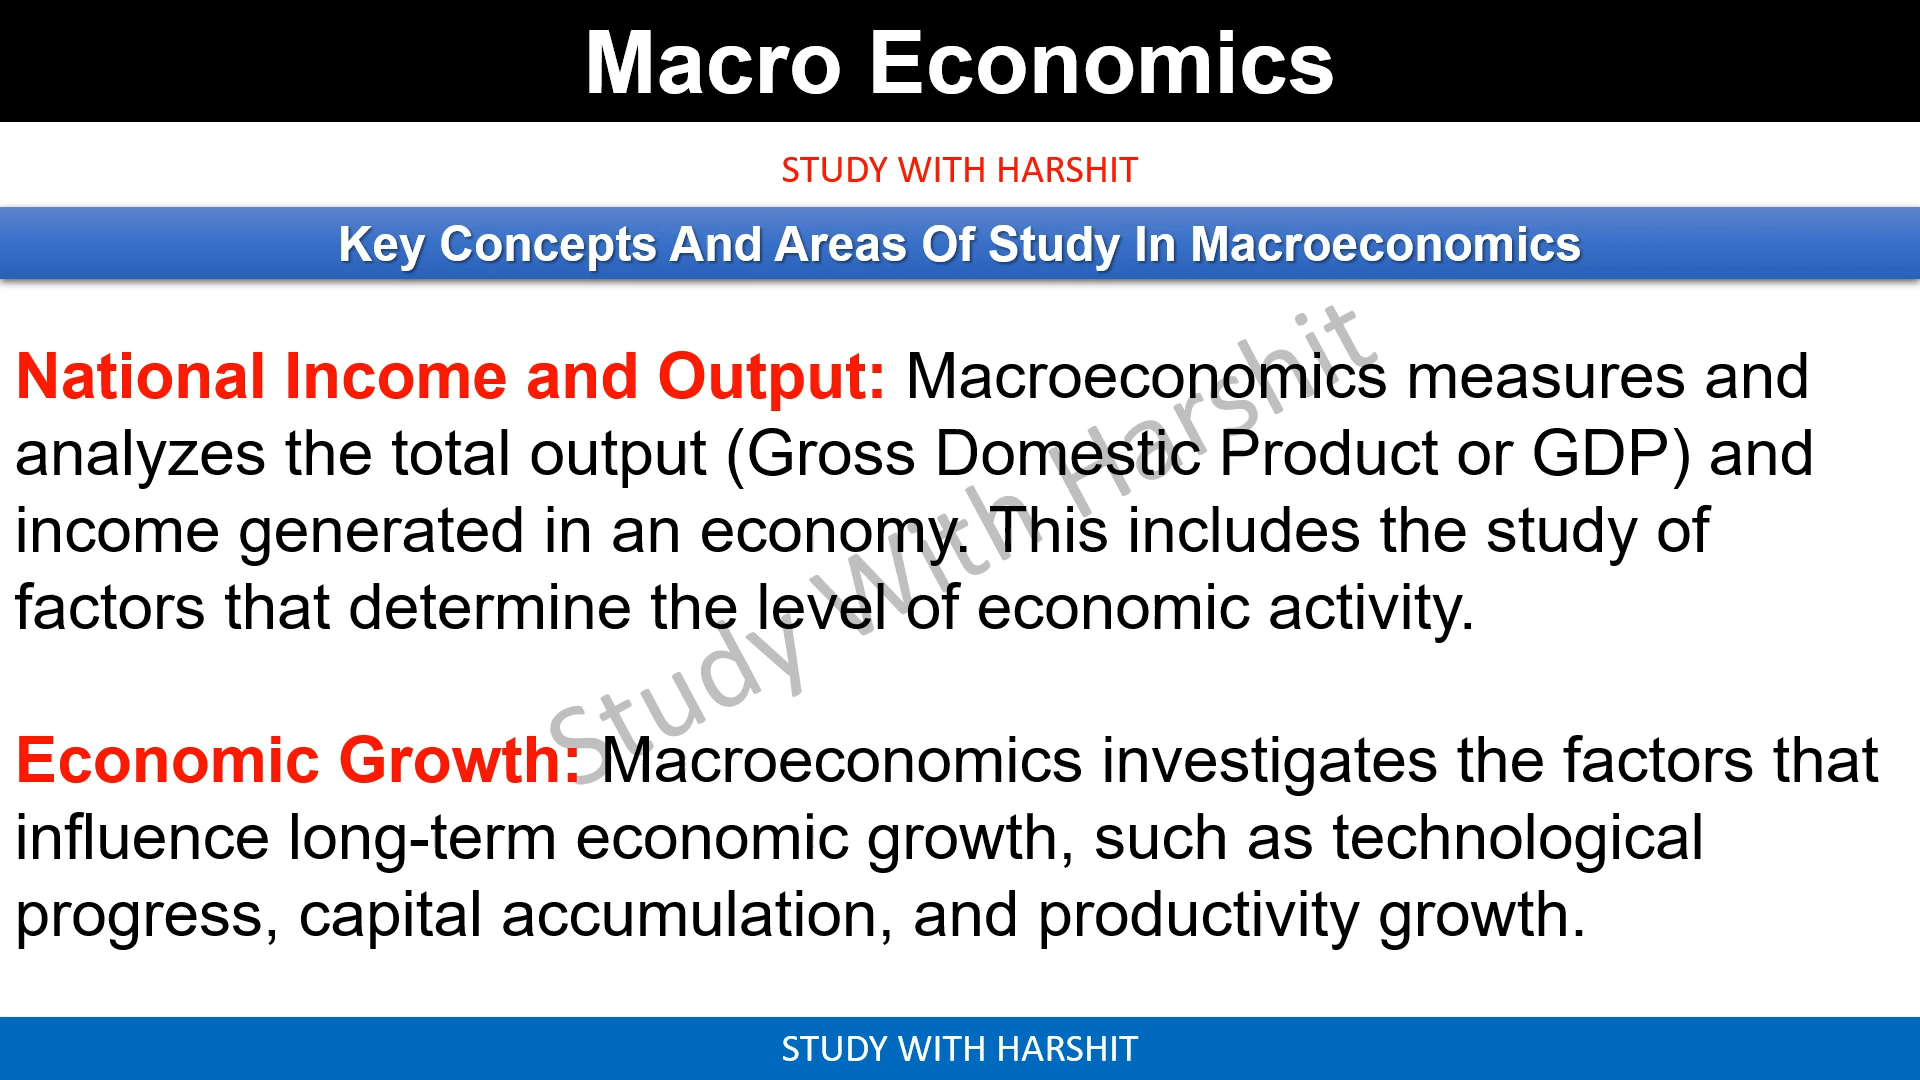 Macro Economics
STUDY WITH HARSHIT
Key Concepts And Areas Of Study In Macroeconomics
National Income and Output: Macroeconomics measures and
analyzes the total output (Gross Domestic Product or GDP) and
income generated in an economy. This includes the study of
factors that determine the level of economic activity.
Economic Growth: Macroeconomics investigates the factors that
influence long-term economic growth, such as technological
progress, capital accumulation, and productivity growth.
Study With Harshit
STUDY WITH HARSHIT